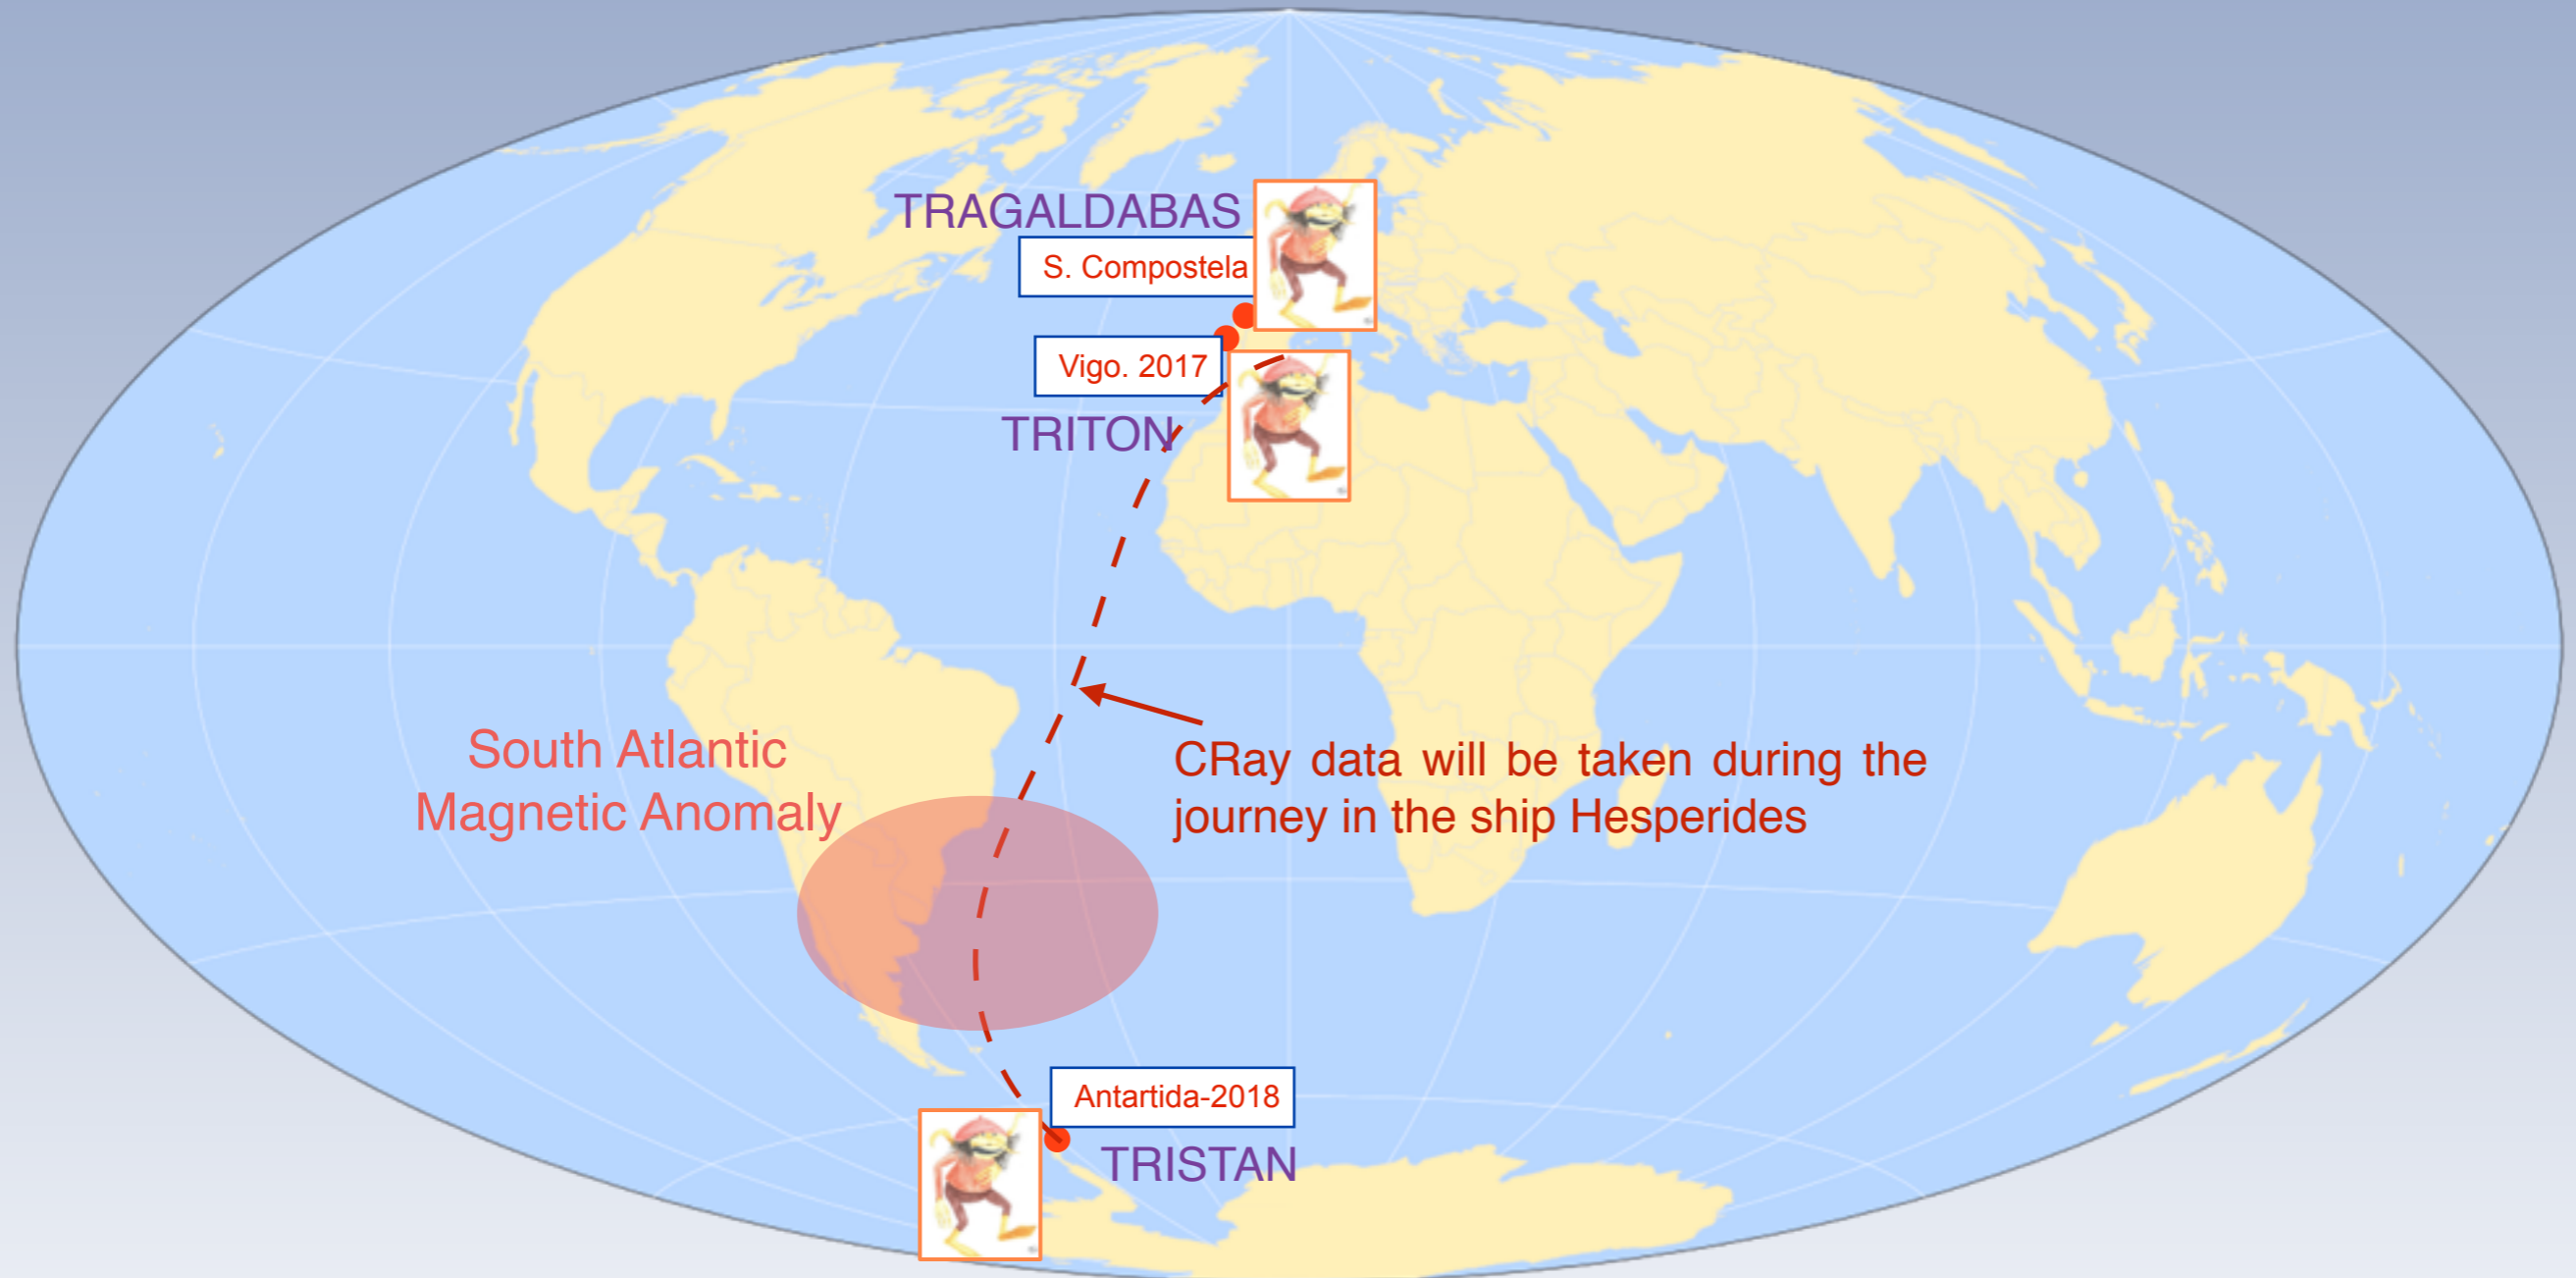 TRAGALDABAS
S. Compostela
Vigo. 2017
TRITON
South Atlantic
Magnetic Anomaly
CRay data will be taken during the
journey in the ship Hesperides
Antartida-2018
TRISTAN